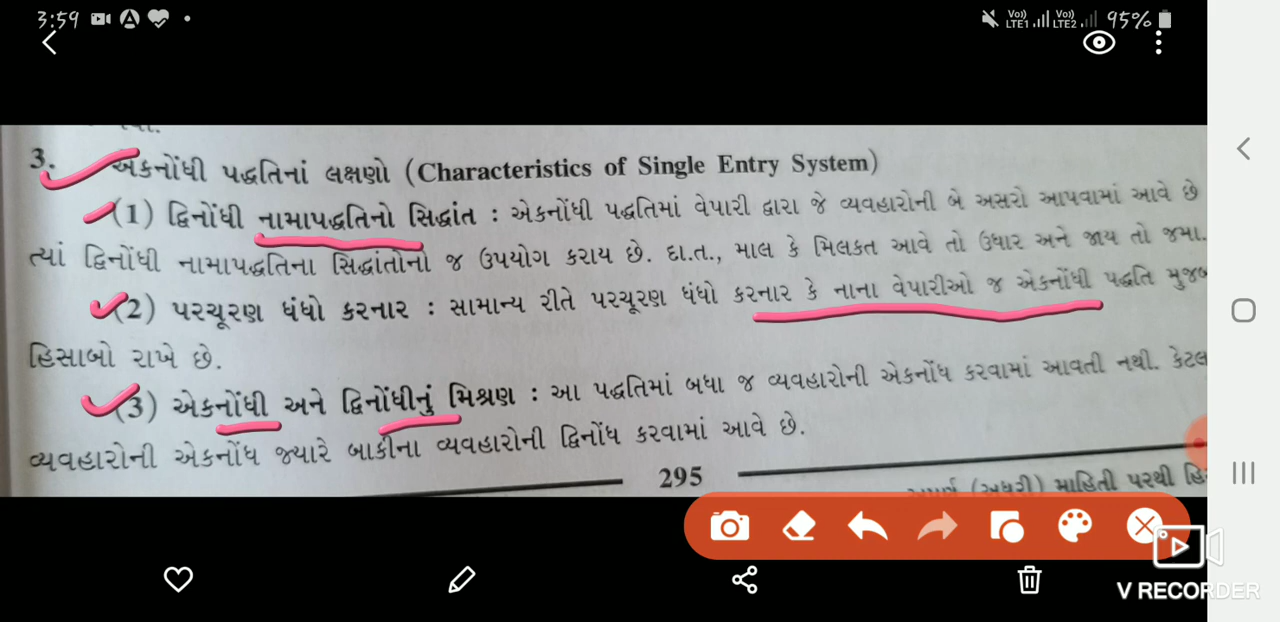 3:59
Vo)) LTE1 Vo)) LTE2 95%
3. એકનોંધી પદ્ધતિનાં લક્ષણો (Characteristics of Single Entry System)
(1) દ્વિનોંધી નામાપદ્ધતિનો સિદ્ધાંત : એકનોંધી પદ્ધતિમાં વેપારી દ્વારા જે વ્યવહારોની બે અસરો આપવામાં આવે છે
ત્યાં દ્વિનોંધી નામાપદ્ધતિના સિદ્ધાંતોનો જ ઉપયોગ કરાય છે. દા.ત., માલ કે મિલકત આવે તો ઉધાર અને જાય તો જમા.
(2) પરચૂરણ ધંધો કરનાર : સામાન્ય રીતે પરચૂરણ ધંધો કરનાર કે નાના વેપારીઓ જ એકનોંધી પદ્ધતિ મુજબ
હિસાબો રાખે છે.
(3) એકનોંધી અને દ્વિનોંધીનું મિશ્રણ : આ પદ્ધતિમાં બધા જ વ્યવહારોની એકનોંધ કરવામાં આવતી નથી. કેટલ
વ્યવહારોની એકનોંધ જ્યારે બાકીના વ્યવહારોની દ્વિનોંધ કરવામાં આવે છે.
295
(અધૂરી) માહિતી પરથી હિ
V RECORDER